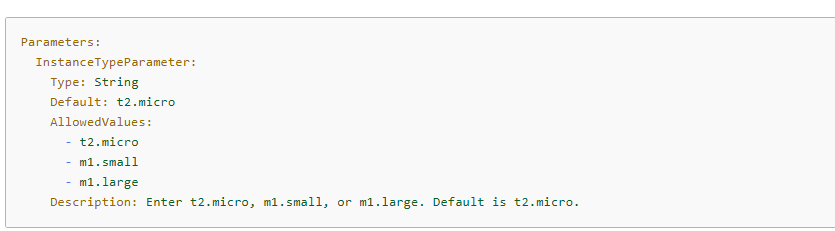 Parameters:
  InstanceTypeParameter:
    Type: String
    Default: t2.micro
    AllowedValues:
      - t2.micro
      - m1.small
      - m1.large
    Description: Enter t2.micro, m1.small, or m1.large. Default is t2.micro.